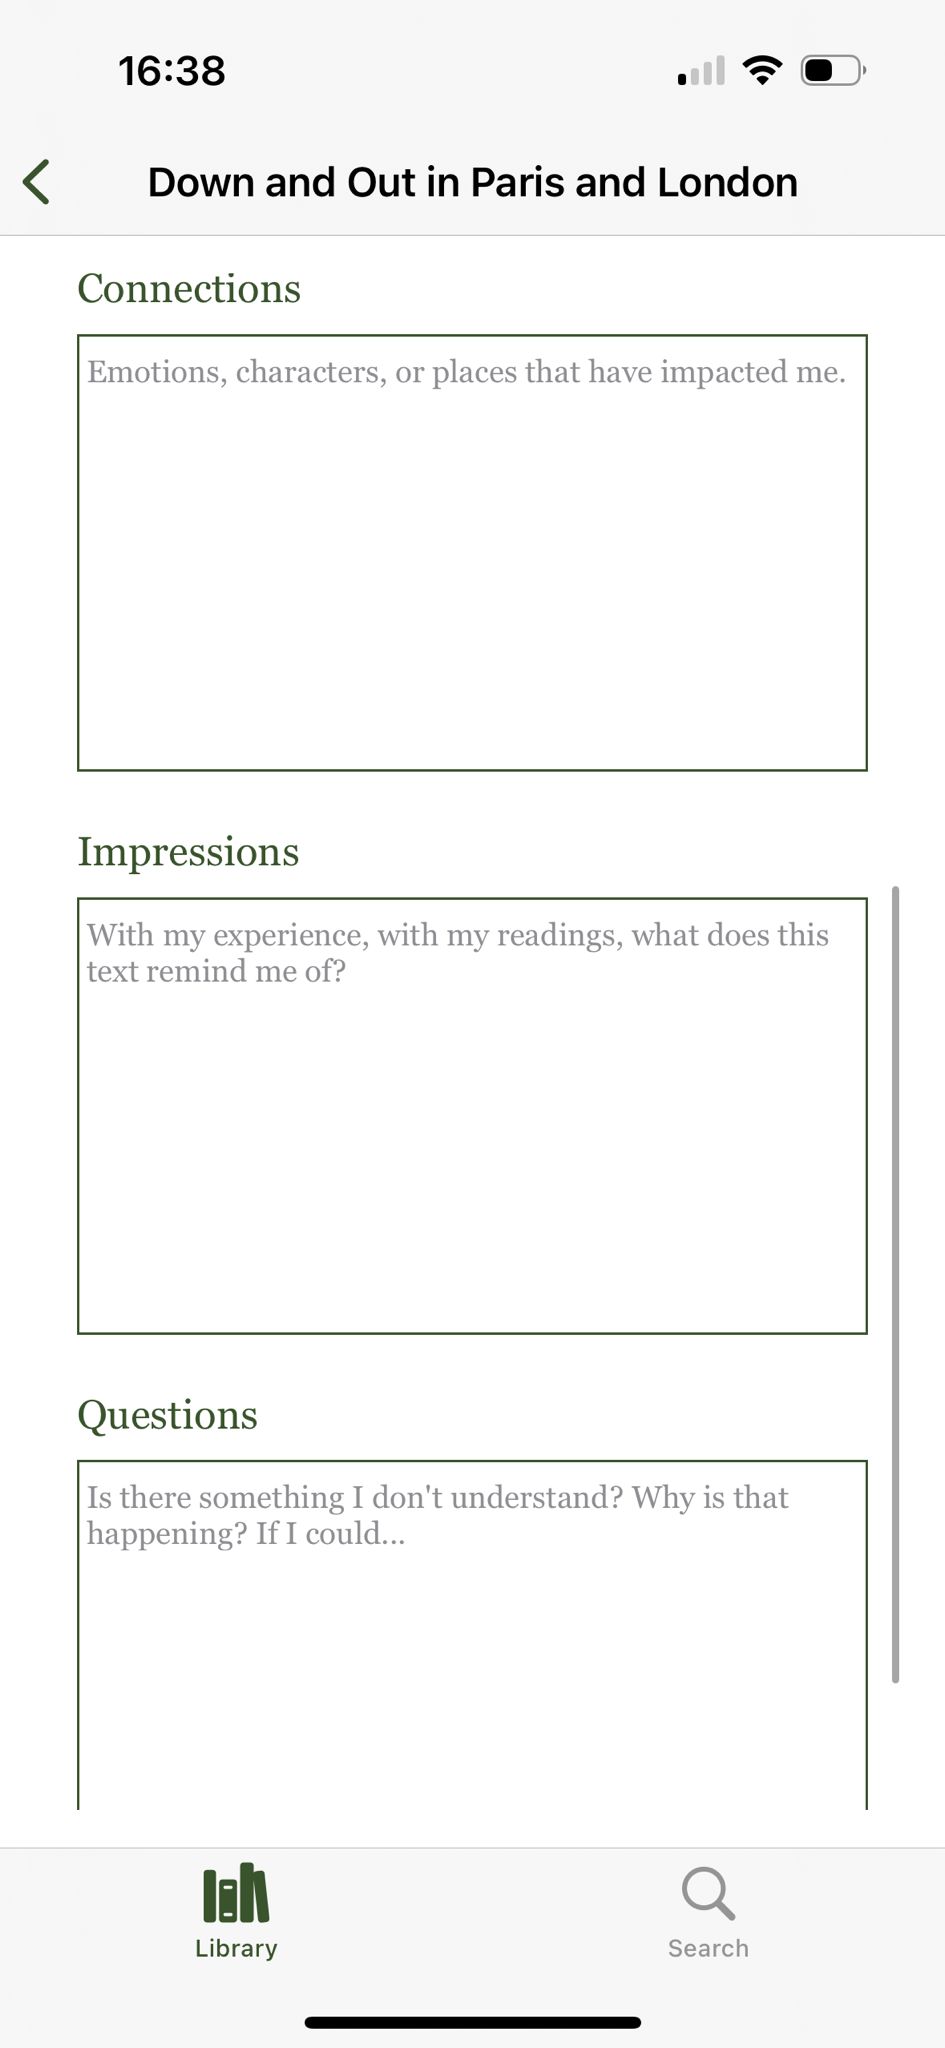 16:38
Down and Out in Paris and London
Connections
Emotions, characters, or places that have impacted me.
Impressions
With my experience, with my readings, what does this
text remind me of?
Questions
Is there something I don't understand? Why is that
happening? If I could...
Library
Search